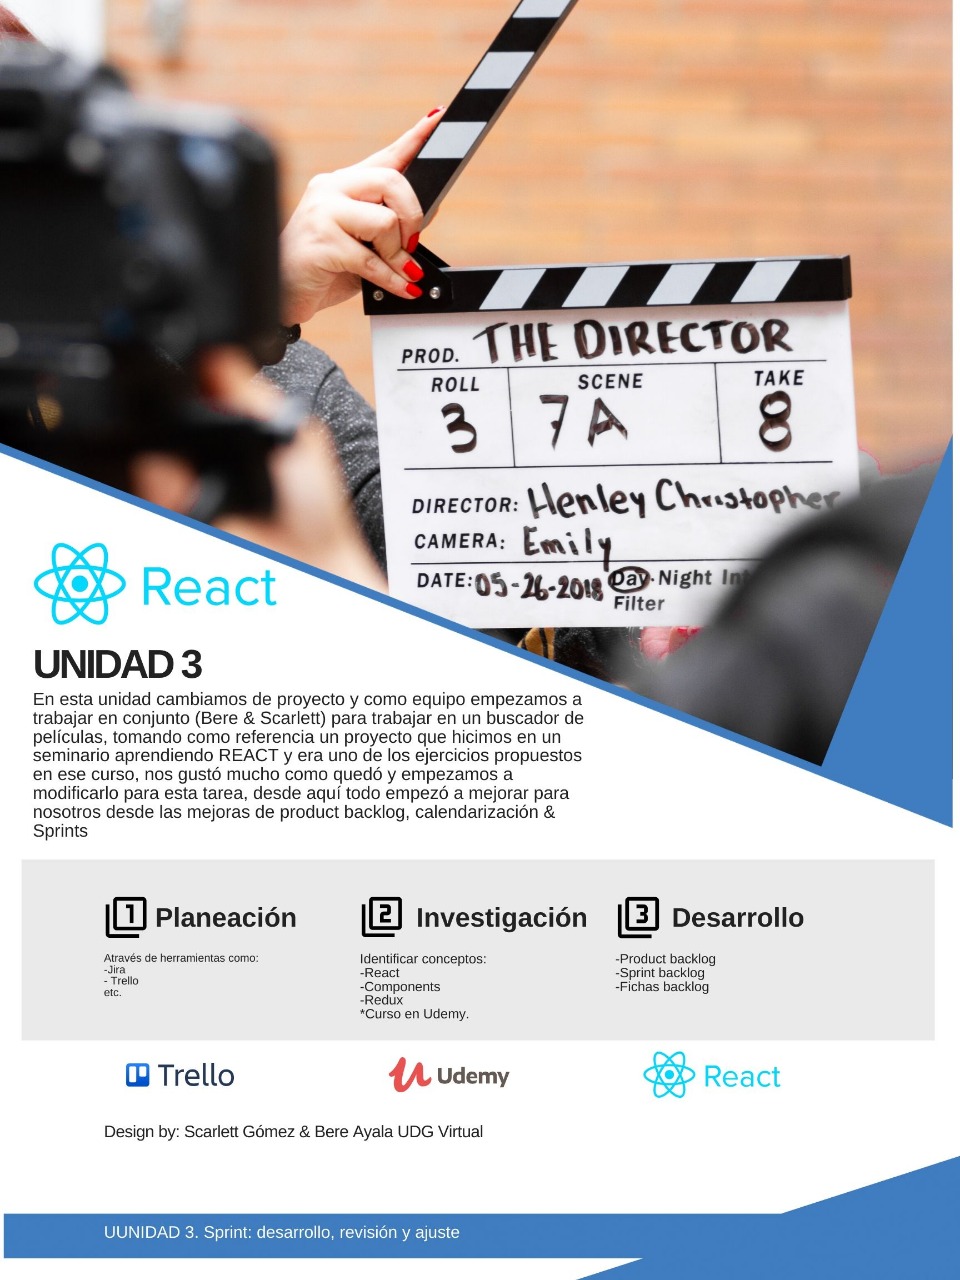 PROD. THE DIRECTOR
ROLL SCENE TAKE
3 7A 8
DIRECTOR: Henley Christopher
CAMERA: Emily
DATE: 05-26-2018 Day·Night Int
Filter
React
UNIDAD 3
En esta unidad cambiamos de proyecto y como equipo empezamos a
trabajar en conjunto (Bere & Scarlett) para trabajar en un buscador de
películas, tomando como referencia un proyecto que hicimos en un
seminario aprendiendo REACT y era uno de los ejercicios propuestos
en ese curso, nos gustó mucho como quedó y empezamos a
modificarlo para esta tarea, desde aquí todo empezó a mejorar para
nosotros desde las mejoras de product backlog, calendarización &
Sprints
1 Planeación
Através de herramientas como:
-Jira
- Trello
etc.
2 Investigación
Identificar conceptos:
-React
-Components
-Redux
*Curso en Udemy.
3 Desarrollo
-Product backlog
-Sprint backlog
-Fichas backlog
Trello
Udemy
React
Design by: Scarlett Gómez & Bere Ayala UDG Virtual
UUNIDAD 3. Sprint: desarrollo, revisión y ajuste